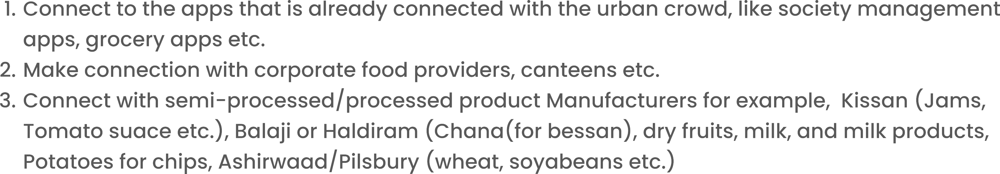 1. Connect to the apps that is already connected with the urban crowd, like society management
apps, grocery apps etc.
2. Make connection with corporate food providers, canteens etc.
3. Connect with semi-processed/processed product Manufacturers for example,  Kissan (Jams,
Tomato suace etc.), Balaji or Haldiram (Chana(for bessan), dry fruits, milk, and milk products,
Potatoes for chips, Ashirwaad/Pilsbury (wheat, soyabeans etc.)